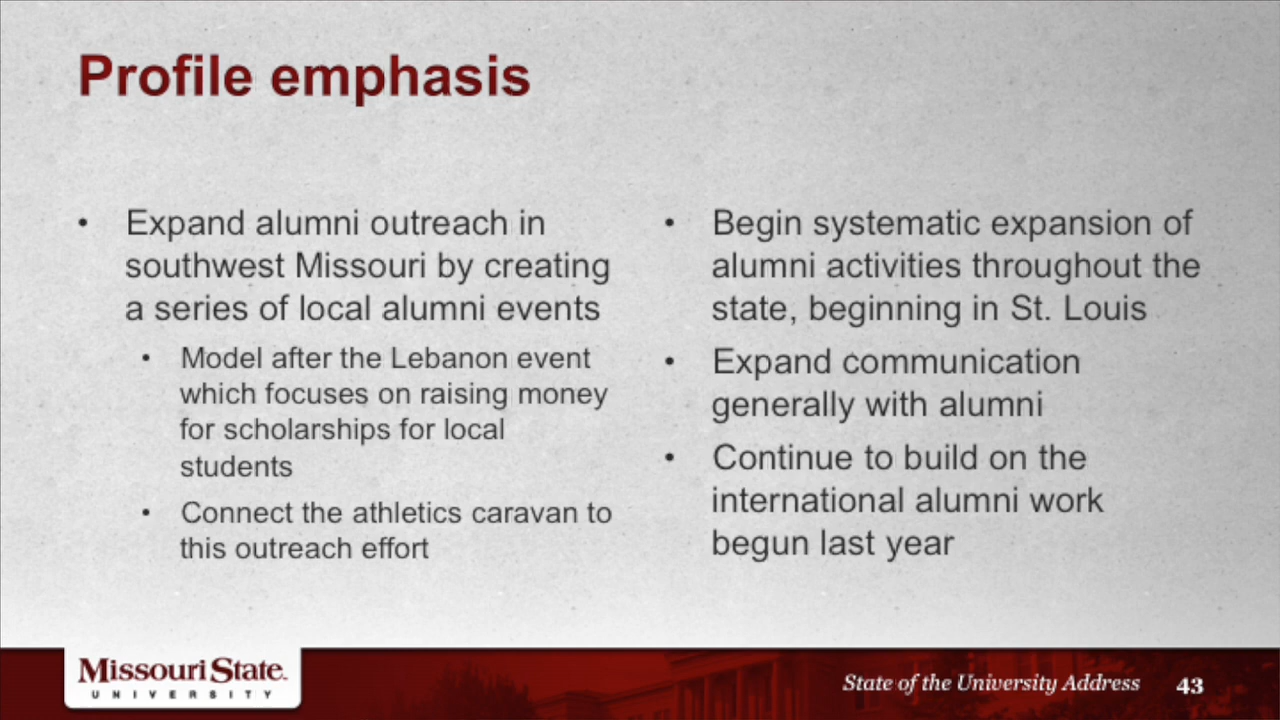 Profile emphasis
• Expand alumni outreach in
southwest Missouri by creating
a series of local alumni events
• Model after the Lebanon event
which focuses on raising money
for scholarships for local
students
• Connect the athletics caravan to
this outreach effort
• Begin systematic expansion of
alumni activities throughout the
state, beginning in St. Louis
• Expand communication
generally with alumni
• Continue to build on the
international alumni work
begun last year
Missouri State.
UNIVERSITY
State of the University Address 43